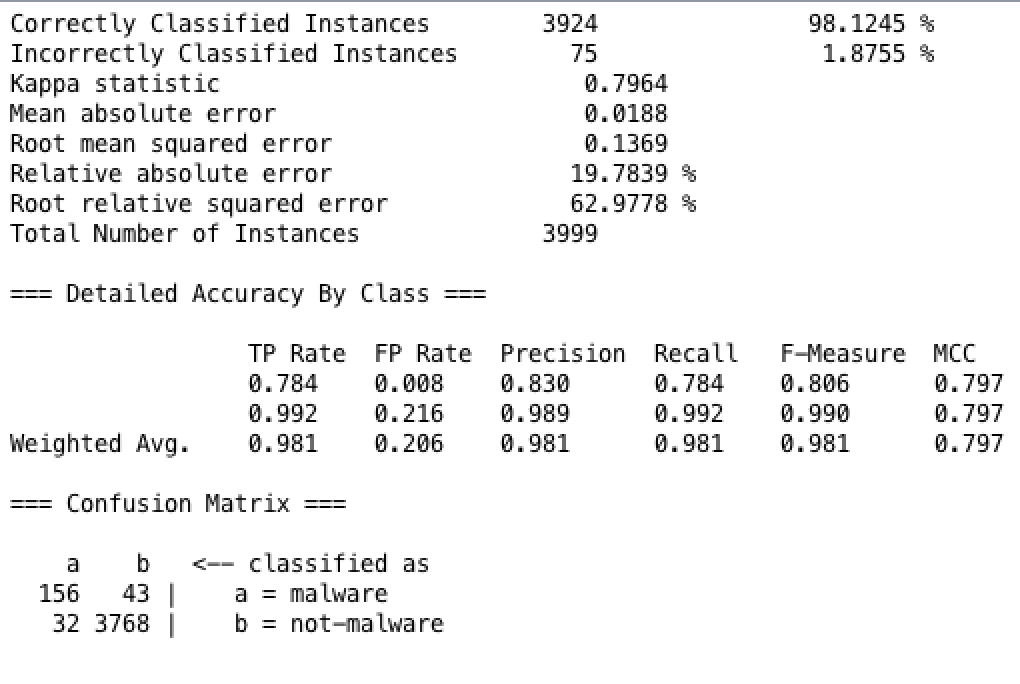 Correctly Classified Instances 3924 98.1245 %
Incorrectly Classified Instances 75 1.8755 %
Kappa statistic 0.7964
Mean absolute error 0.0188
Root mean squared error 0.1369
Relative absolute error 19.7839 %
Root relative squared error 62.9778 %
Total Number of Instances 3999
=== Detailed Accuracy By Class ===
TP Rate FP Rate Precision Recall F-Measure MCC
0.784 0.008 0.830 0.784 0.806 0.797
0.992 0.216 0.989 0.992 0.990 0.797
Weighted Avg. 0.981 0.206 0.981 0.981 0.981 0.797
=== Confusion Matrix ===
a b <-- classified as
156 43 | a = malware
32 3768 | b = not-malware